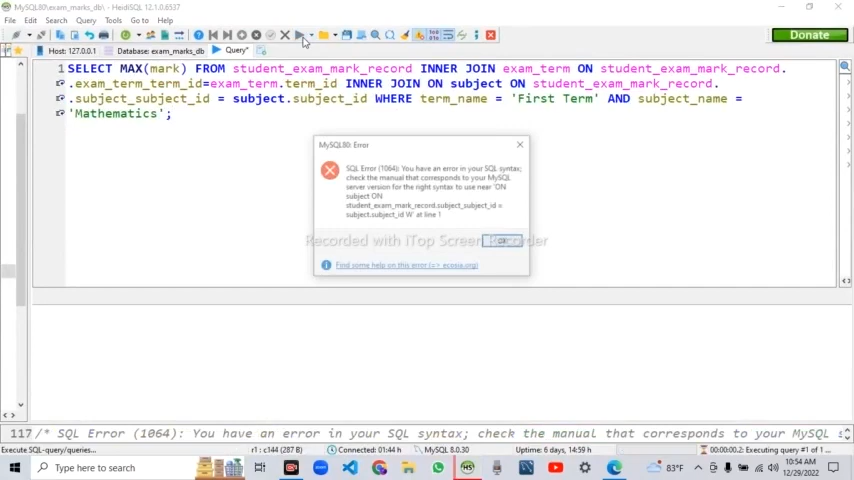 MySQL80\exam_marks_db\ - HeidiSQL 12.1.0.6537
File Edit Search Query Tools Go to Help
Donate
Host: 127.0.0.1 Database: exam_marks_db Query*
1 SELECT MAX(mark) FROM student_exam_mark_record INNER JOIN exam_term ON student_exam_mark_record.
.exam_term_term_id=exam_term.term_id INNER JOIN ON subject ON student_exam_mark_record.
.subject_subject_id = subject.subject_id WHERE term_name = 'First Term' AND subject_name =
'Mathematics';
MySQL80: Error
SQL Error (1064): You have an error in your SQL syntax;
check the manual that corresponds to your MySQL
server version for the right syntax to use near 'ON
subject ON
student_exam_mark_record.subject_subject_id =
subject.subject_id W' at line 1
Recorded with iTop Screen Recorder
OK
Find some help on this error (=> ecosia.org)
117 /* SQL Error (1064): You have an error in your SQL syntax; check the manual that corresponds to your MySQL s
Execute SQL-query/queries... r1 : c144 (287 B) Connected: 01:44 h MySQL 8.0.30 Uptime: 6 days, 14:59 h 00:00:00.2: Executing query #1 of 1 ...
Type here to search
83°F
10:54 AM
12/29/2022